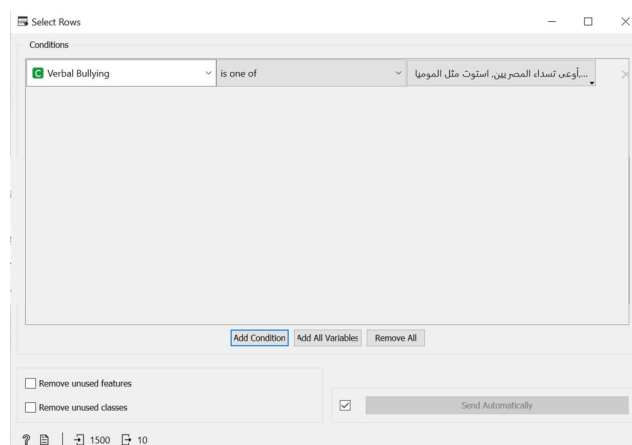 Select Rows
Conditions
C Verbal Bullying is one of أوعى تسداء المصريين, استوت مثل الموميا,...
Add Condition Add All Variables Remove All
Remove unused features
Remove unused classes
Send Automatically
? 1500 10